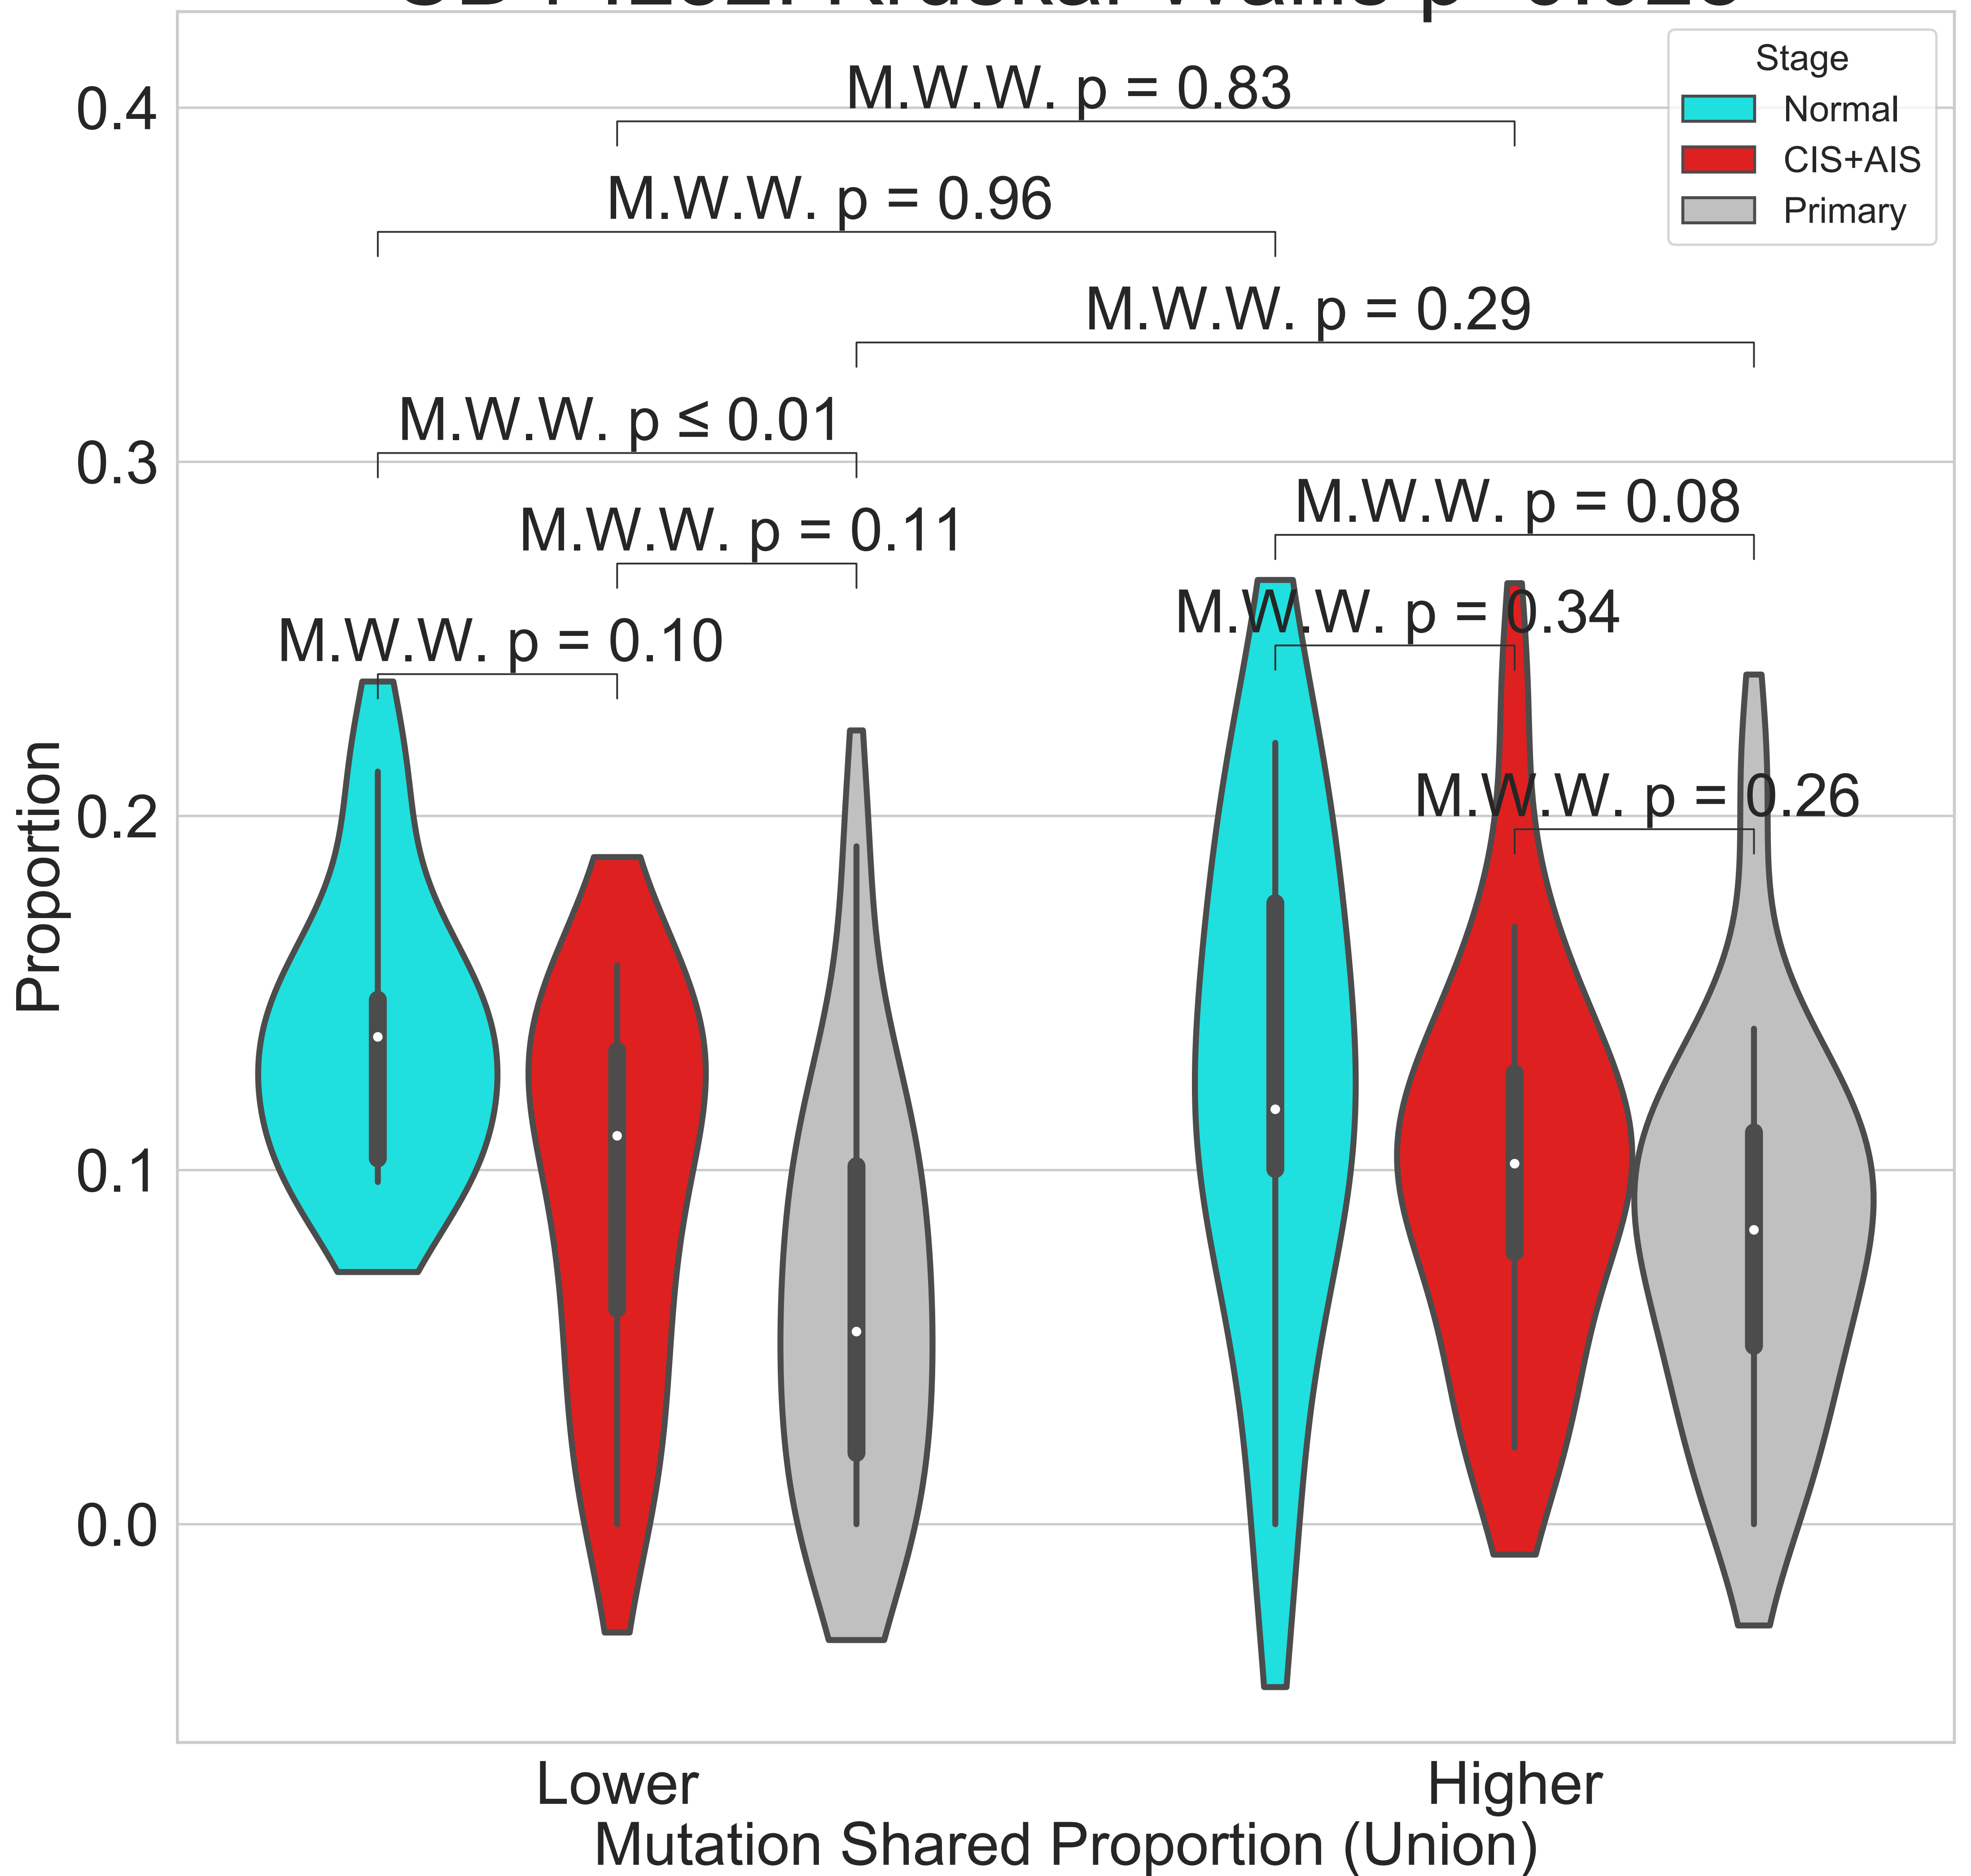 Stage
Normal
CIS+AIS
Primary
M.W.W. p = 0.83
M.W.W. p = 0.96
M.W.W. p = 0.29
M.W.W. p ≤ 0.01
M.W.W. p = 0.08
M.W.W. p = 0.11
M.W.W. p = 0.34
M.W.W. p = 0.10
M.W.W. p = 0.26
0.4
0.3
0.2
0.1
0.0
Proportion
Lower
Higher
Mutation Shared Proportion (Union)